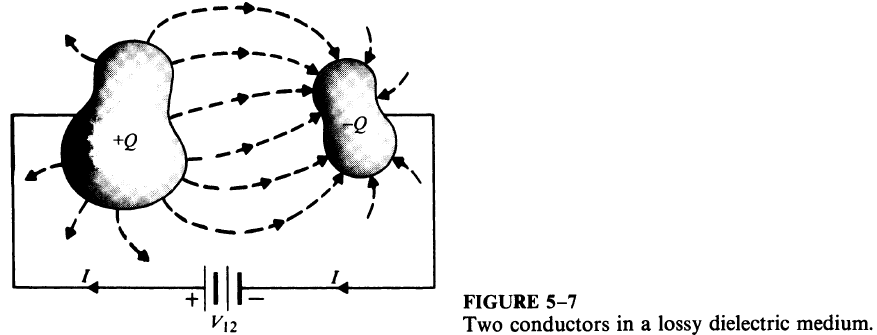 +Q
−Q
I
I
+
−
V₁₂
FIGURE 5–7
Two conductors in a lossy dielectric medium.